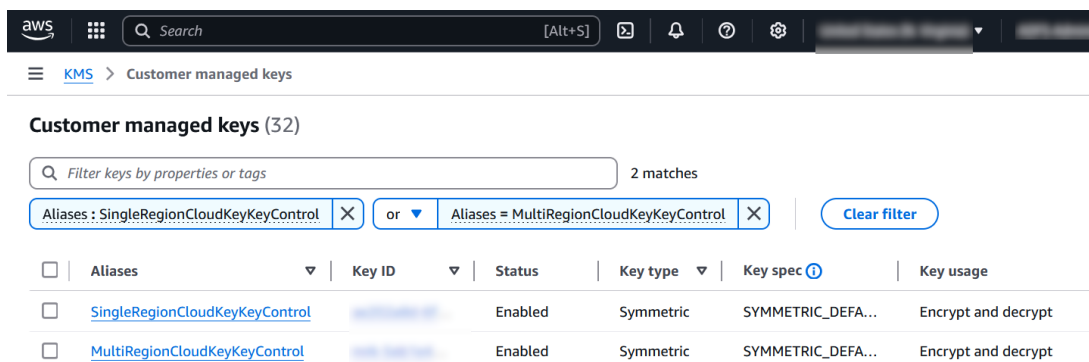 aws Search [Alt+S]
KMS > Customer managed keys
Customer managed keys (32)
Filter keys by properties or tags 2 matches
Aliases : SingleRegionCloudKeyKeyControl or Aliases = MultiRegionCloudKeyKeyControl Clear filter
Aliases Key ID Status Key type Key spec Key usage
SingleRegionCloudKeyKeyControl Enabled Symmetric SYMMETRIC_DEFA... Encrypt and decrypt
MultiRegionCloudKeyKeyControl Enabled Symmetric SYMMETRIC_DEFA... Encrypt and decrypt